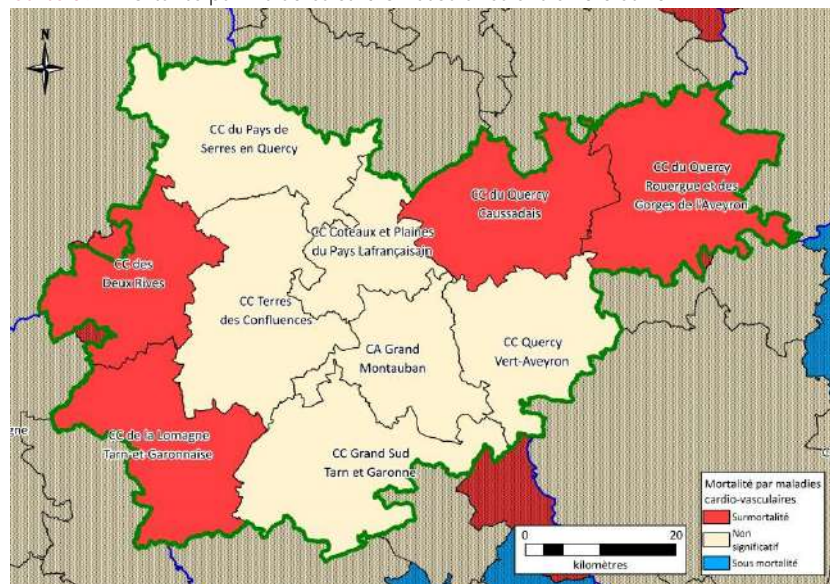 N
CC du Pays de
Serres en Quercy
CC du Quercy
Caussadais
CC du Quercy
Rouergue et des
Gorges de l'Aveyron
CC Coteaux et Plaines
du Pays Lafrançaisain
CC des
Deux Rives
CC Terres
des Confluences
CA Grand
Montauban
CC Quercy
Vert-Aveyron
CC de la Lomagne
Tarn et Garonnaise
CC Grand Sud
Tarn et Garonne
0 20
kilomètres
Mortalité par maladies
cardio-vasculaires
Surmortalité
Non
significatif
Sous mortalité